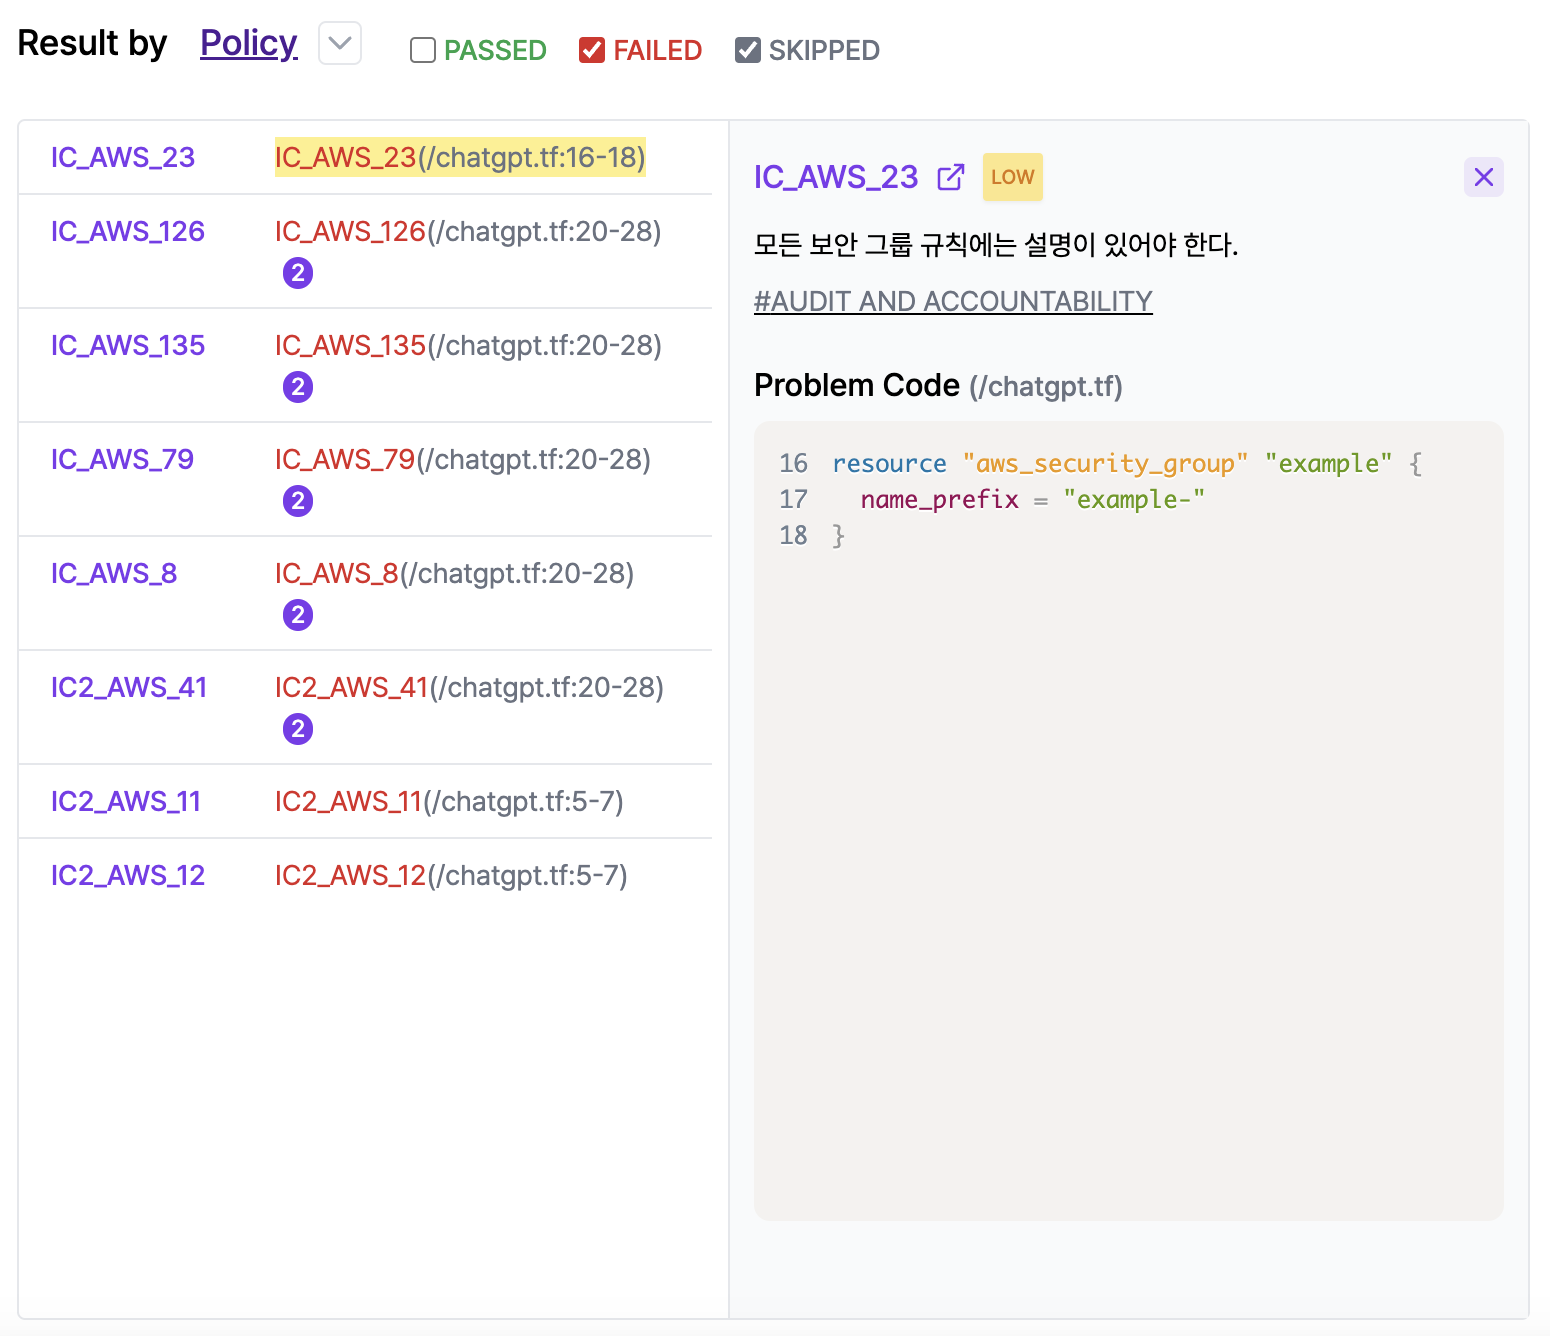 Result by Policy PASSED FAILED SKIPPED
IC_AWS_23 IC_AWS_23(/chatgpt.tf:16-18)
IC_AWS_126 IC_AWS_126(/chatgpt.tf:20-28)
2
IC_AWS_135 IC_AWS_135(/chatgpt.tf:20-28)
2
IC_AWS_79 IC_AWS_79(/chatgpt.tf:20-28)
2
IC_AWS_8 IC_AWS_8(/chatgpt.tf:20-28)
2
IC2_AWS_41 IC2_AWS_41(/chatgpt.tf:20-28)
2
IC2_AWS_11 IC2_AWS_11(/chatgpt.tf:5-7)
IC2_AWS_12 IC2_AWS_12(/chatgpt.tf:5-7)
IC_AWS_23 LOW
모든 보안 그룹 규칙에는 설명이 있어야 한다.
#AUDIT AND ACCOUNTABILITY
Problem Code (/chatgpt.tf)
16 resource "aws_security_group" "example" {
17 name_prefix = "example-"
18 }